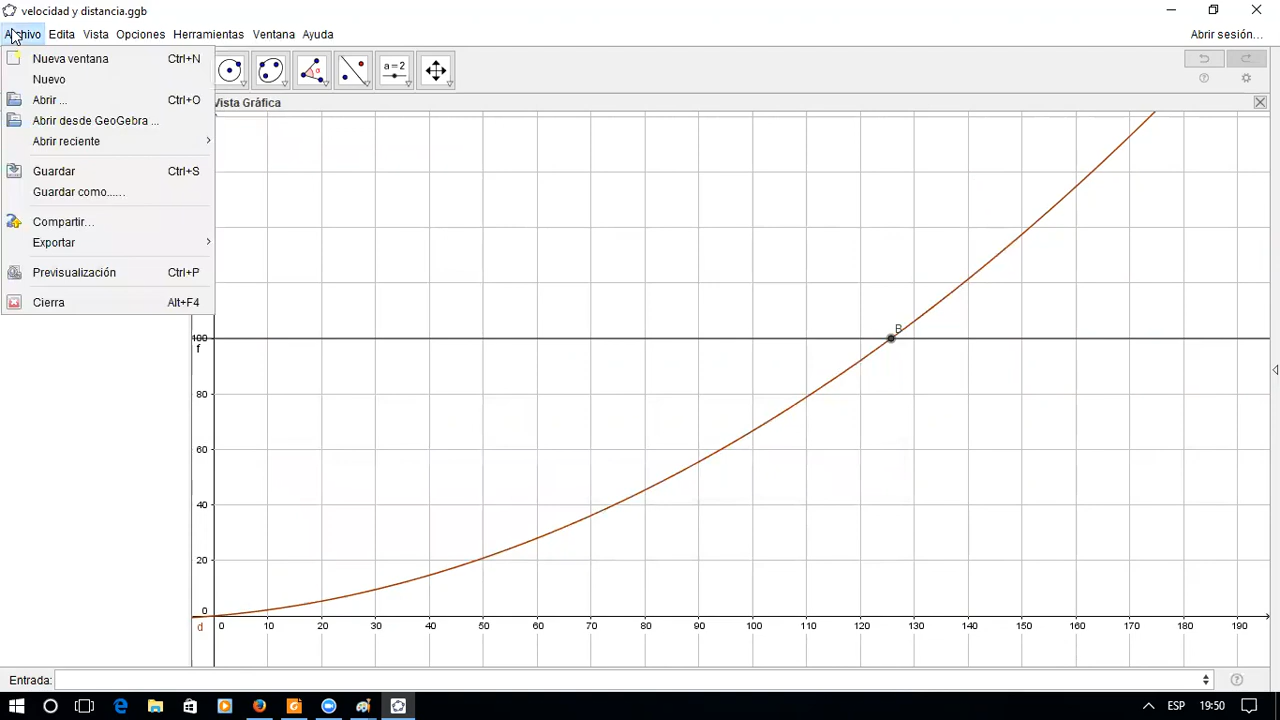 velocidad y distancia.ggb
Archivo Edita Vista Opciones Herramientas Ventana Ayuda Abrir sesión...
Nueva ventana Ctrl+N
Nuevo
Abrir ... Ctrl+O
Abrir desde GeoGebra ...
Abrir reciente
Guardar Ctrl+S
Guardar como......
Compartir...
Exportar
Previsualización Ctrl+P
Cierra Alt+F4
a=2
Vista Gráfica
B
100
f
80
60
40
20
0
d 0 10 20 30 40 50 60 70 80 90 100 110 120 130 140 150 160 170 180 190
Entrada:
ESP 19:50